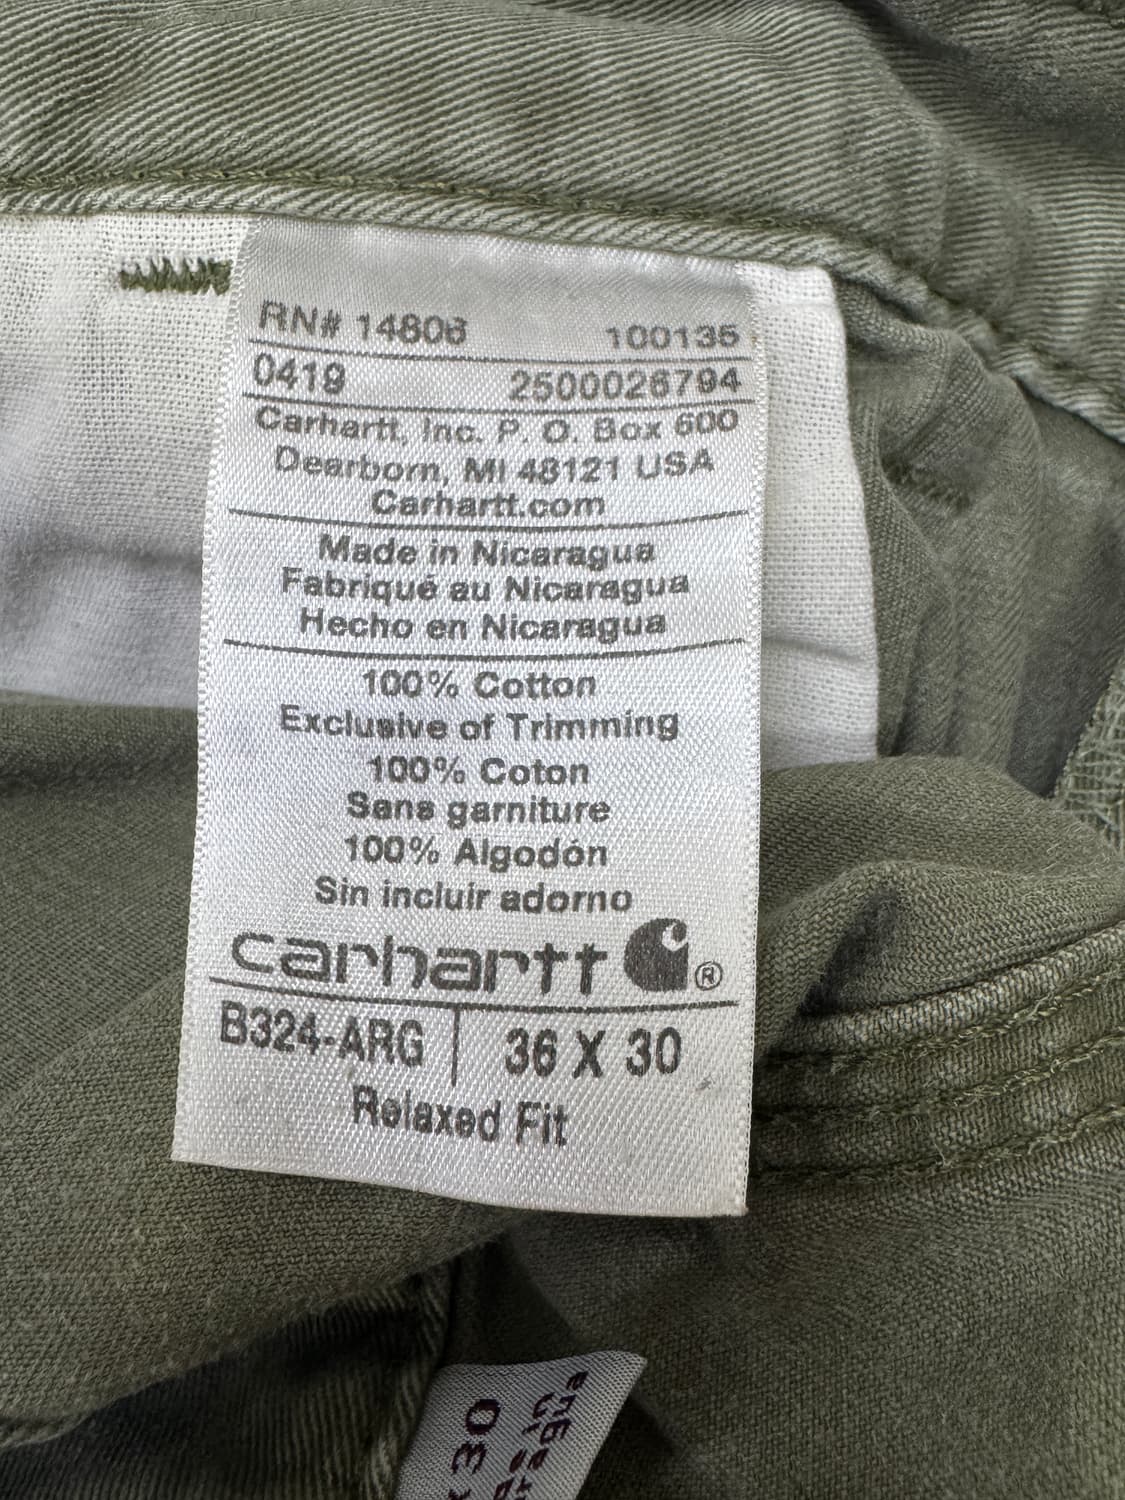 RN# 14806 100135
0419 2500026794
Carhartt, Inc. P. O. Box 600
Dearborn, MI 48121 USA
Carhartt.com
Made in Nicaragua
Fabriqué au Nicaragua
Hecho en Nicaragua
100% Cotton
Exclusive of Trimming
100% Coton
Sans garniture
100% Algodón
Sin incluir adorno
carhartt ®
B324-ARG | 36 X 30
Relaxed Fit
x 30